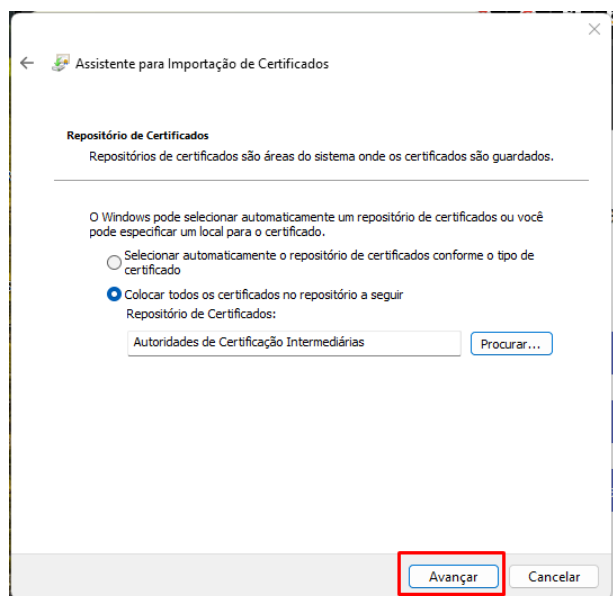 Assistente para Importação de Certificados
Repositório de Certificados
Repositórios de certificados são áreas do sistema onde os certificados são guardados.
O Windows pode selecionar automaticamente um repositório de certificados ou você
pode especificar um local para o certificado.
Selecionar automaticamente o repositório de certificados conforme o tipo de
certificado
Colocar todos os certificados no repositório a seguir
Repositório de Certificados:
Autoridades de Certificação Intermediárias
Procurar...
Avançar
Cancelar